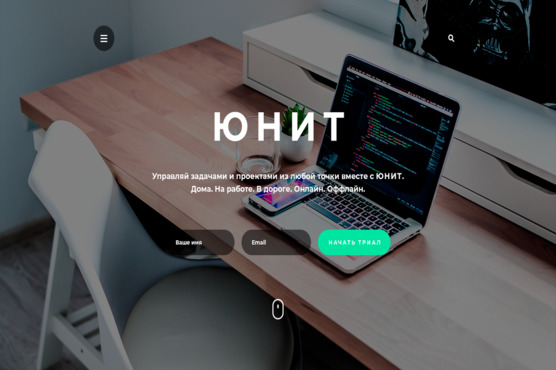 ЮНИТ
Управляй задачами и проектами из любой точки вместе с ЮНИТ.
Дома. На работе. В дороге. Онлайн. Оффлайн.
Ваше имя
Email
НАЧАТЬ ТРИАЛ